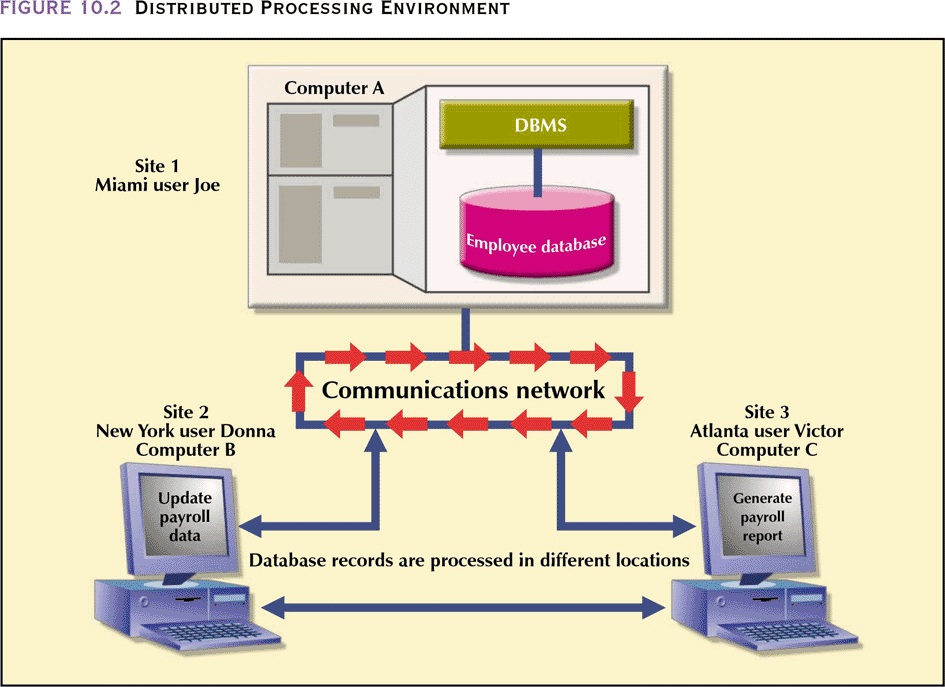 FIGURE 10.2 DISTRIBUTED PROCESSING ENVIRONMENT
Computer A
DBMS
Employee database
Site 1
Miami user Joe
Communications network
Site 2
New York user Donna
Computer B
Site 3
Atlanta user Victor
Computer C
Update
payroll
data
Generate
payroll
report
Database records are processed in different locations